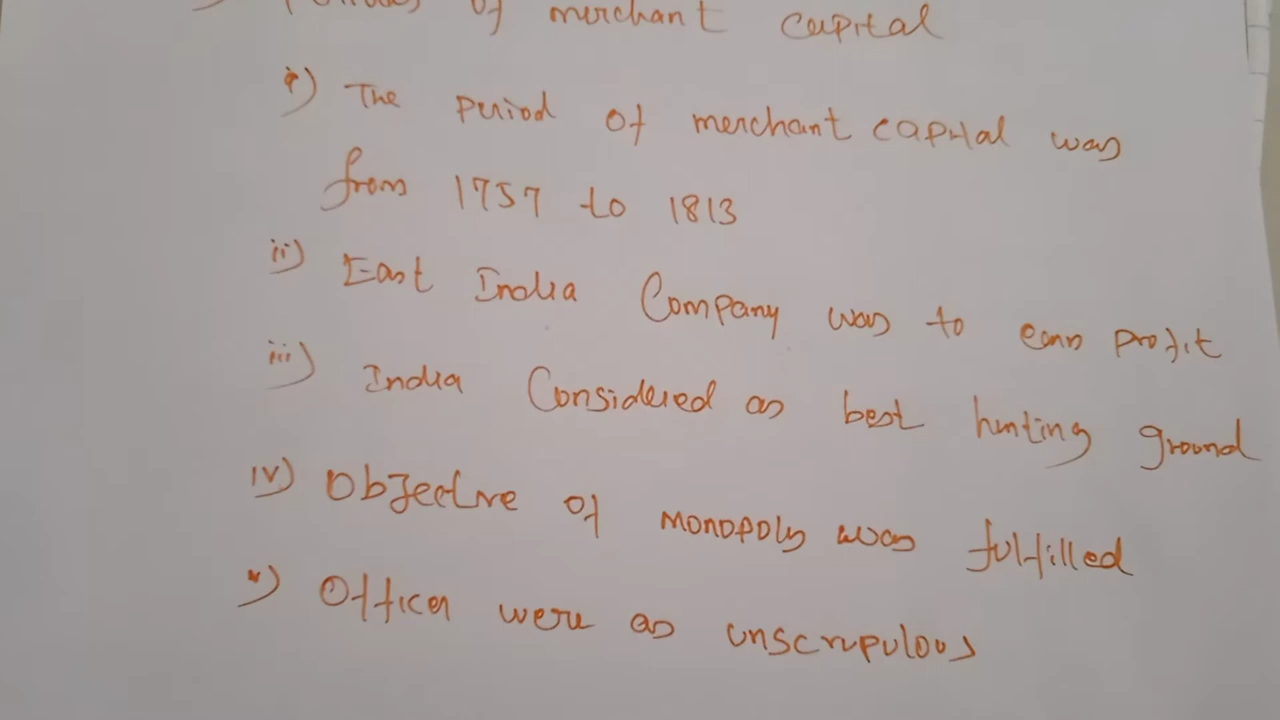 of merchant capital
i) The period of merchant capital was
from 1757 to 1813
ii) East India Company was to earn profit
iii) India Considered as best hunting ground
iv) Objective of monopoly was fulfilled
v) Officer were as unscrupulous